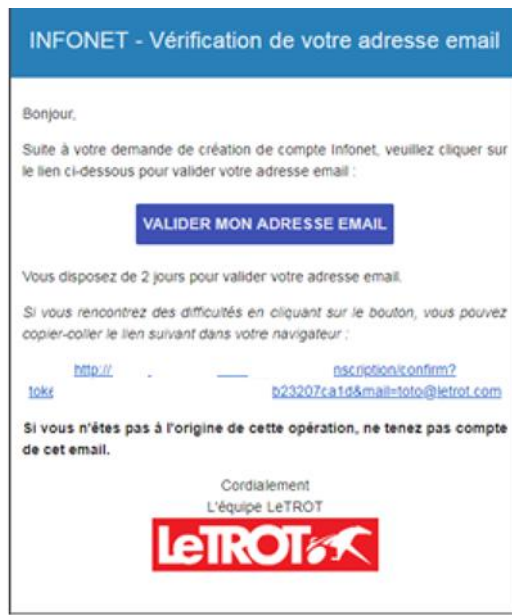 INFONET - Vérification de votre adresse email
Bonjour,
Suite à votre demande de création de compte Infonet, veuillez cliquer sur
le lien ci-dessous pour valider votre adresse email :
VALIDER MON ADRESSE EMAIL
Vous disposez de 2 jours pour valider votre adresse email.
Si vous rencontrez des difficultés en cliquant sur le bouton, vous pouvez
copier-coller le lien suivant dans votre navigateur :
http:// nscription/confirm?
toke b23207ca1d&mail=toto@letrot.com
Si vous n'êtes pas à l'origine de cette opération, ne tenez pas compte
de cet email.
Cordialement
L'équipe LeTROT
LeTROT